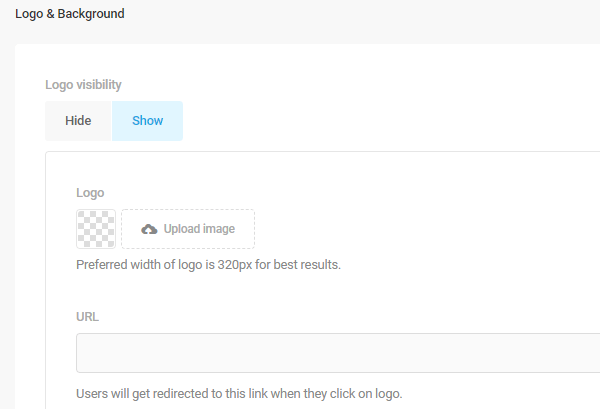 Logo & Background
Logo visibility
Hide Show
Logo
Upload image
Preferred width of logo is 320px for best results.
URL
Users will get redirected to this link when they click on logo.